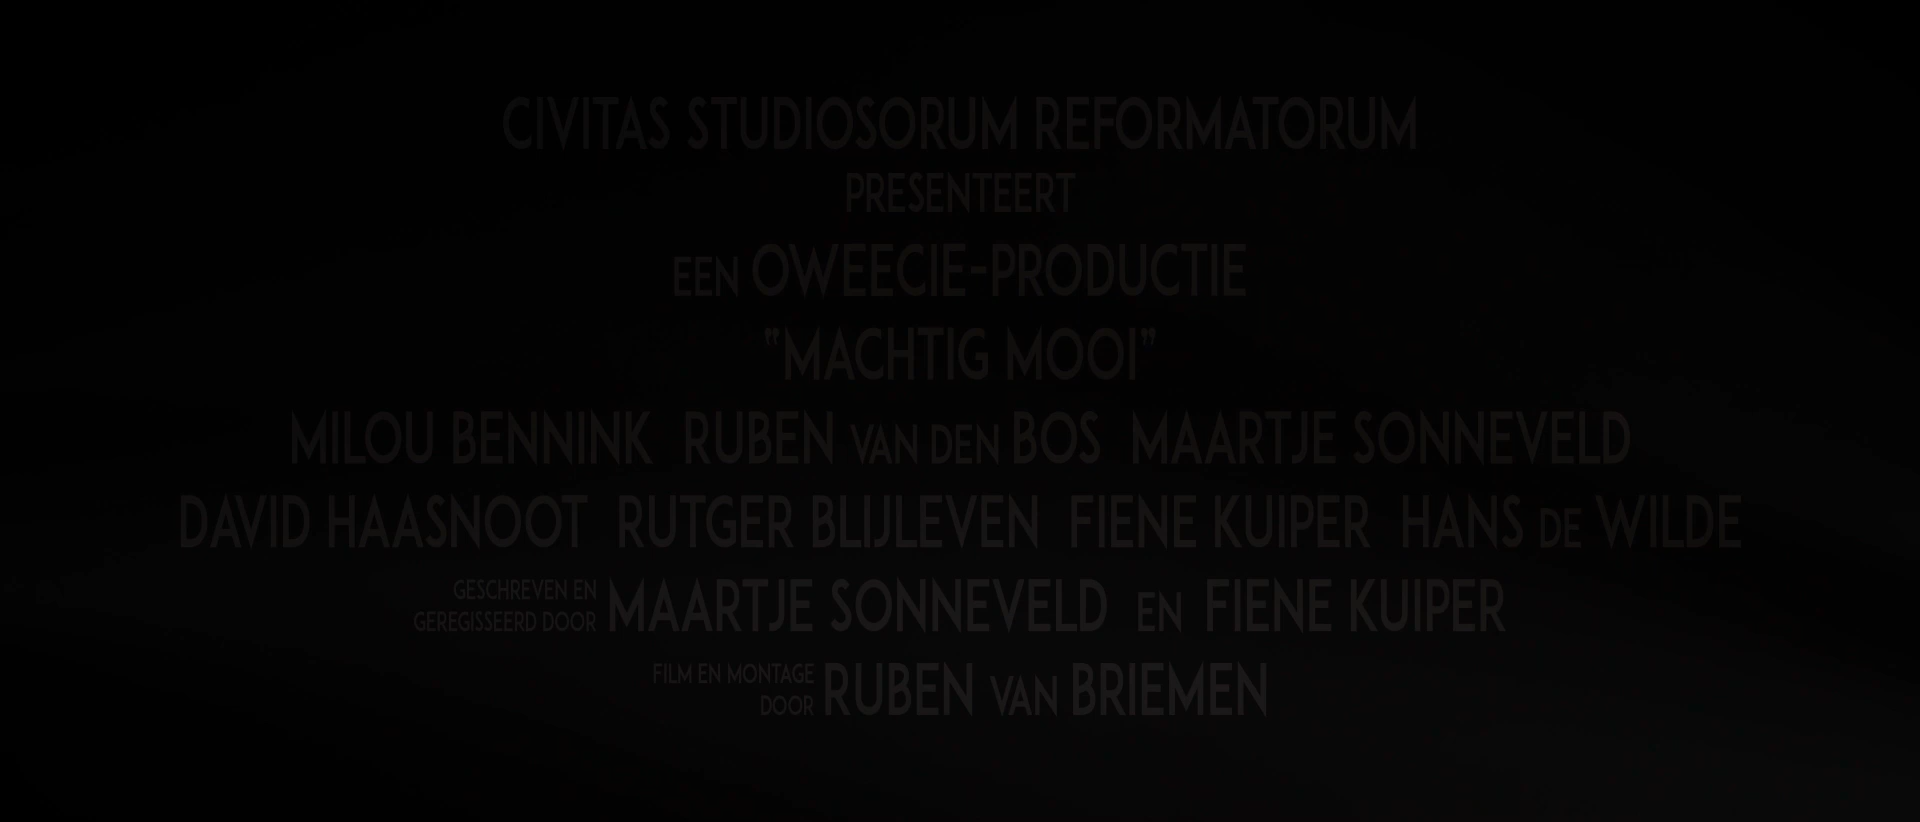 CIVITAS STUDIOSORUM REFORMATORUM
PRESENTEERT
EEN OWEECIE-PRODUCTIE
"MACHTIG MOOI"
MILOU BENNINK RUBEN VAN DEN BOS MAARTJE SONNEVELD
DAVID HAASNOOT RUTGER BLIJLEVEN FIENE KUIPER HANS DE WILDE
GESCHREVEN EN
GEREGISSEERD DOOR MAARTJE SONNEVELD EN FIENE KUIPER
FILM EN MONTAGE
DOOR RUBEN VAN BRIEMEN